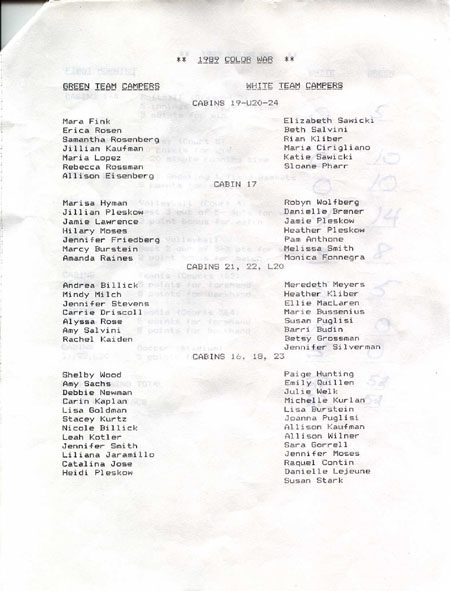 ** 1989 COLOR WAR **
GREEN TEAM CAMPERS WHITE TEAM CAMPERS
CABINS 19-U20-24
Mara Fink Elizabeth Sawicki
Erica Rosen Beth Salvini
Samantha Rosenberg Rian Kliber
Jillian Kaufman Maria Cirigliano
Maria Lopez Katie Sawicki
Rebecca Rossman Sloane Pharr
Allison Eisenberg
CABIN 17
Marisa Hyman Robyn Wolfberg
Jillian Pleskow Danielle Brener
Jamie Lawrence Jamie Pleskow
Hilary Moses Heather Pleskow
Jennifer Friedberg Pam Anthone
Marcy Burstein Melissa Smith
Amanda Raines Monica Fonnegra
CABINS 21, 22, L20
Andrea Billick Meredeth Meyers
Mindy Milch Heather Kliber
Jennifer Stevens Ellie MacLaren
Carrie Driscoll Marie Bussenius
Alyssa Rose Susan Puglisi
Amy Salvini Barri Budin
Rachel Kaiden Betsy Grossman
Jennifer Silverman
CABINS 16, 18, 23
Shelby Wood Paige Hunting
Amy Sachs Emily Quillen
Debbie Newman Julie Welk
Carin Kaplan Michelle Kurlan
Lisa Goldman Lisa Burstein
Stacey Kurtz Joanna Puglisi
Nicole Billick Allison Kaufman
Leah Kotler Allison Wilner
Jennifer Smith Sara Gorrell
Liliana Jaramillo Jennifer Moses
Catalina Jose Raquel Contin
Heidi Pleskow Danielle Lejeune
Susan Stark